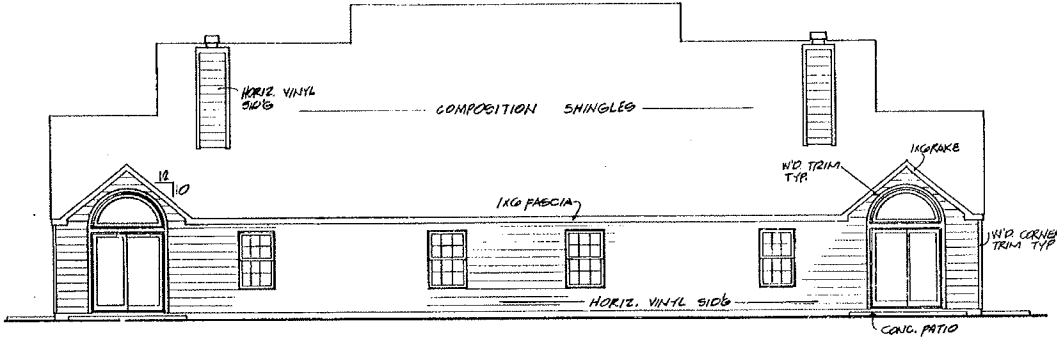 HORIZ. VINYL
SID'G
COMPOSITION SHINGLES
12
10
1X6 FASCIA
W'D. TRIM
TYP.
1X6 RAKE
W'D. CORNER
TRIM TYP
HORIZ. VINYL SID'G
CONC. PATIO